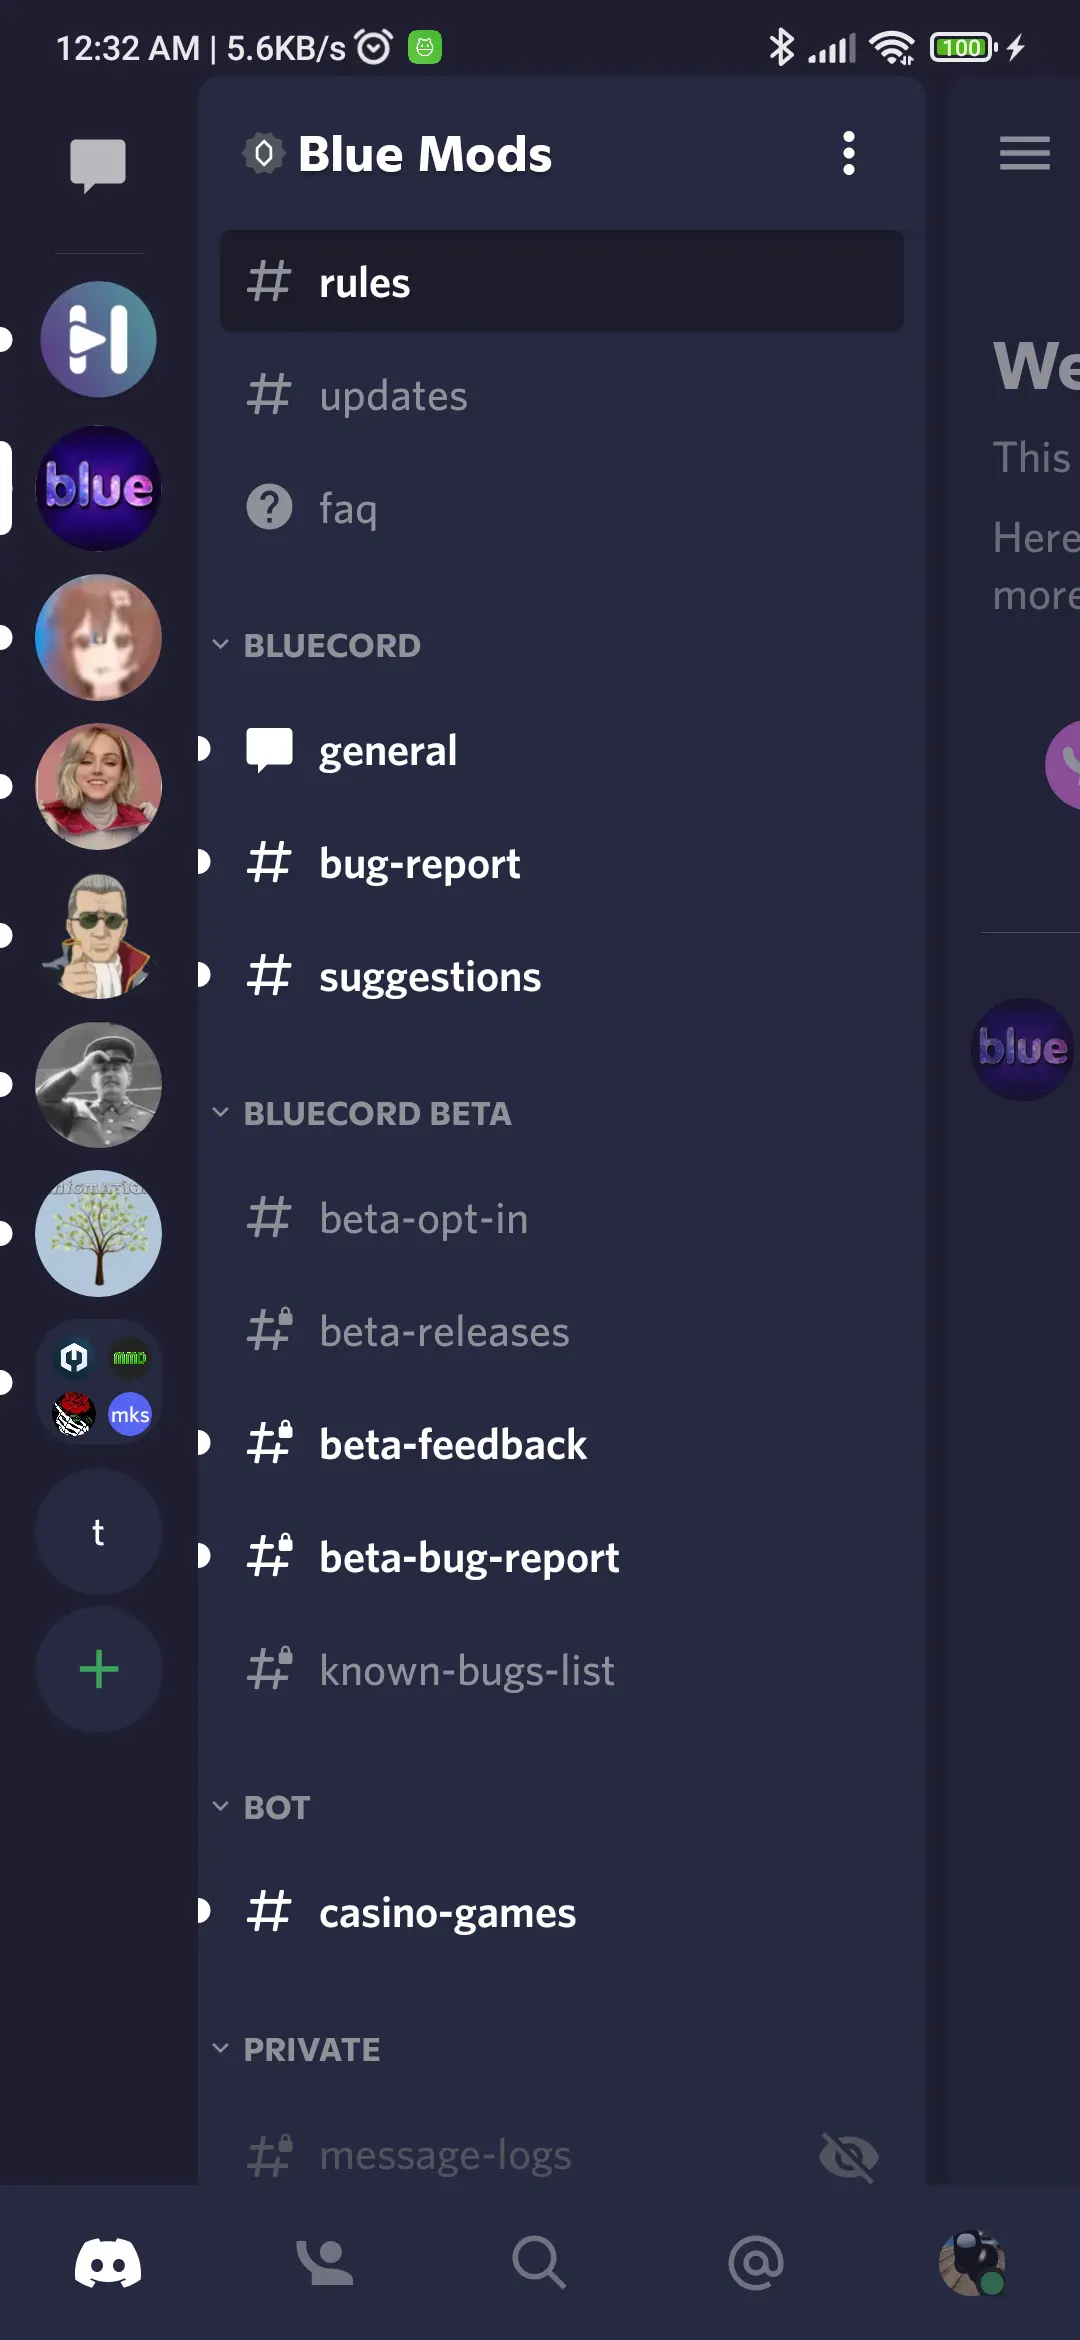 12:32 AM | 5.6KB/s
100
Blue Mods
rules
updates
faq
BLUECORD
general
bug-report
suggestions
BLUECORD BETA
beta-opt-in
beta-releases
beta-feedback
beta-bug-report
known-bugs-list
BOT
casino-games
PRIVATE
message-logs
blue
MMD
mks
t
We
This
Here
more
blue